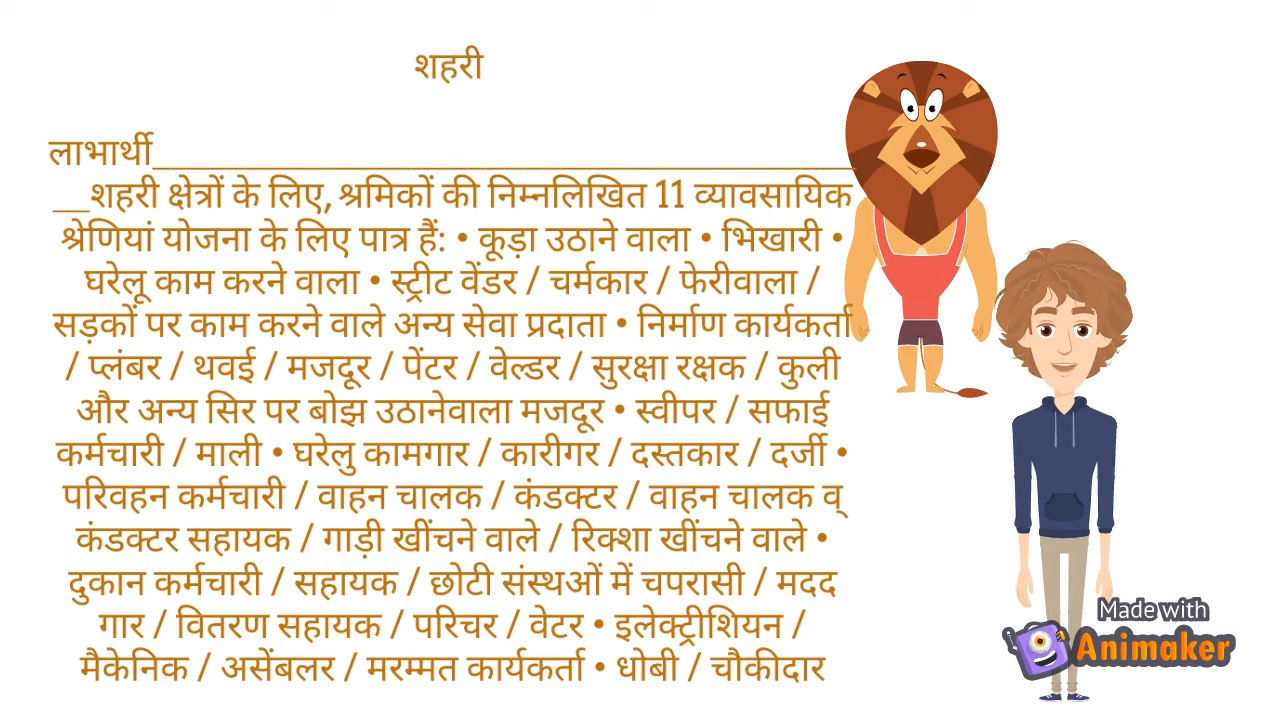 शहरी
लाभार्थी______________________________________
__शहरी क्षेत्रों के लिए, श्रमिकों की निम्नलिखित 11 व्यावसायिक
श्रेणियां योजना के लिए पात्र हैं: • कूड़ा उठाने वाला • भिखारी •
घरेलू काम करने वाला • स्ट्रीट वेंडर / चर्मकार / फेरीवाला /
सड़कों पर काम करने वाले अन्य सेवा प्रदाता • निर्माण कार्यकर्ता
/ प्लंबर / थवई / मजदूर / पेंटर / वेल्डर / सुरक्षा रक्षक / कुली
और अन्य सिर पर बोझ उठानेवाला मजदूर • स्वीपर / सफाई
कर्मचारी / माली • घरेलु कामगार / कारीगर / दस्तकार / दर्जी •
परिवहन कर्मचारी / वाहन चालक / कंडक्टर / वाहन चालक व्
कंडक्टर सहायक / गाड़ी खींचने वाले / रिक्शा खींचने वाले •
दुकान कर्मचारी / सहायक / छोटी संस्थओं में चपरासी / मदद
गार / वितरण सहायक / परिचर / वेटर • इलेक्ट्रीशियन /
मैकेनिक / असेंबलर / मरम्मत कार्यकर्ता • धोबी / चौकीदार
Made with
Animaker